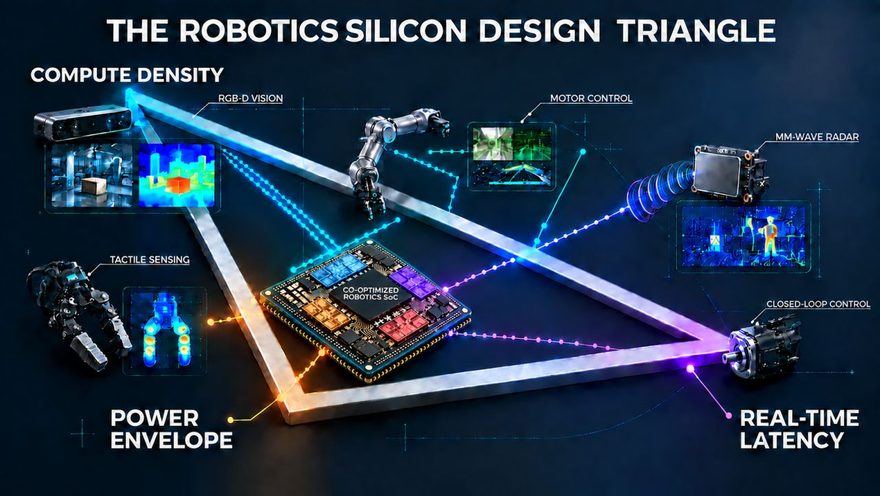 THE ROBOTICS SILICON DESIGN TRIANGLE
COMPUTE DENSITY
RGB-D VISION
MOTOR CONTROL
MM-WAVE RADAR
TACTILE SENSING
CO-OPTIMIZED
ROBOTICS SoC
CLOSED-LOOP CONTROL
POWER
ENVELOPE
REAL-TIME
LATENCY